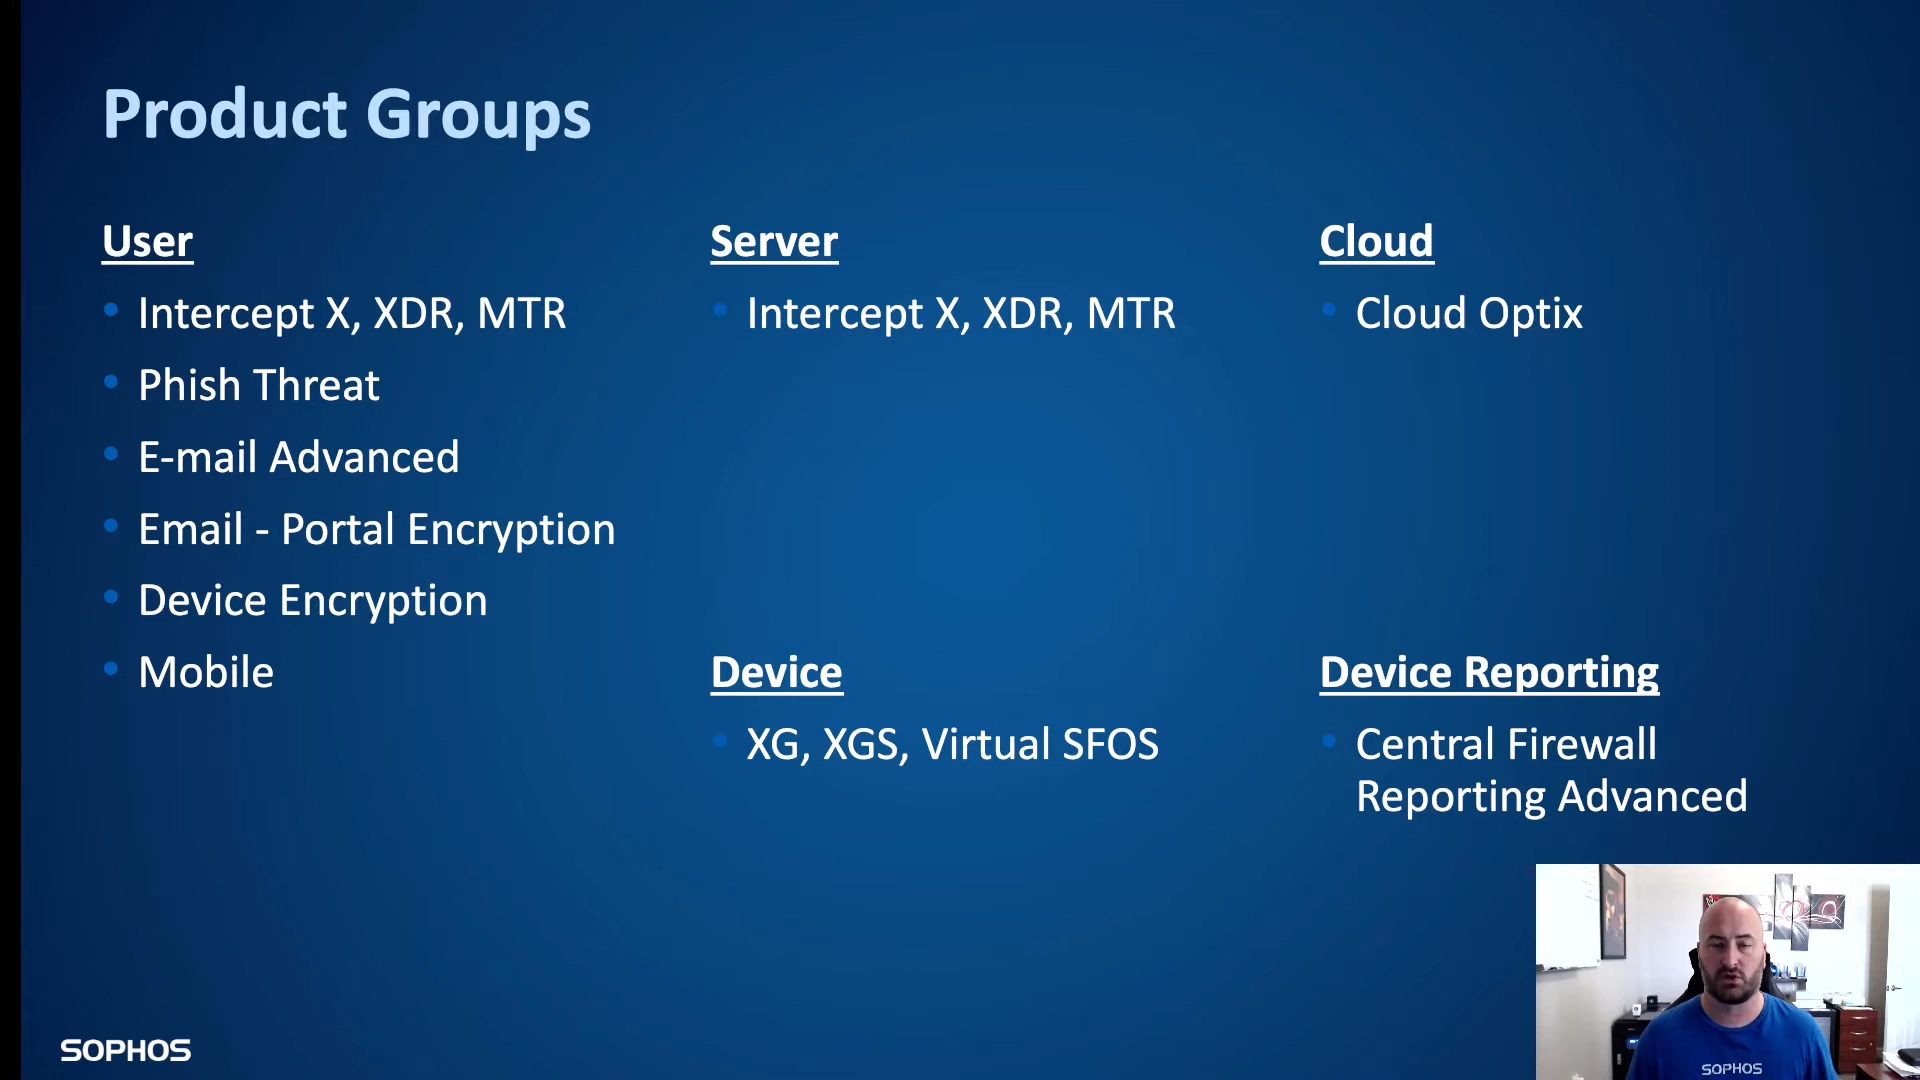 Product Groups
User
Intercept X, XDR, MTR
Phish Threat
E-mail Advanced
Email - Portal Encryption
Device Encryption
Mobile
Server
Intercept X, XDR, MTR
Device
XG, XGS, Virtual SFOS
Cloud
Cloud Optix
Device Reporting
Central Firewall
Reporting Advanced
SOPHOS
SOPHOS